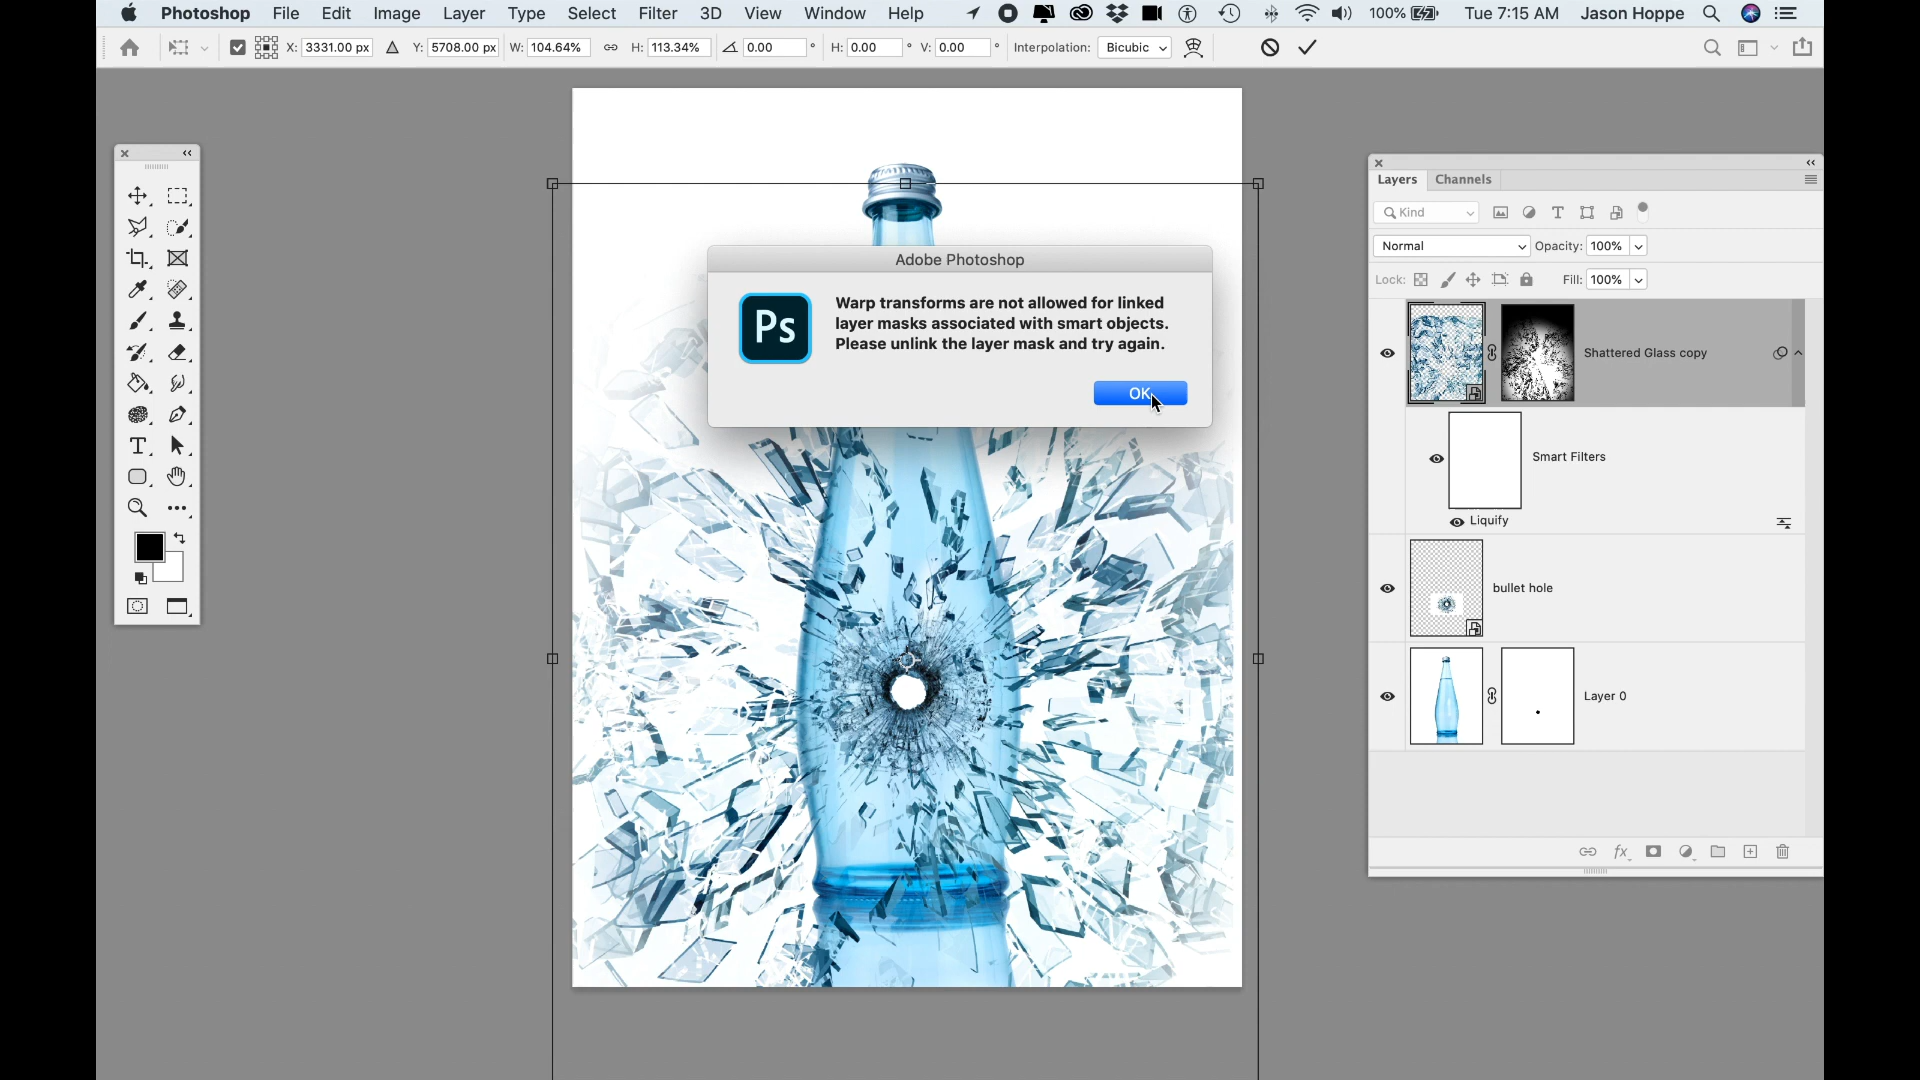 Photoshop File Edit Image Layer Type Select Filter 3D View Window Help 100% Tue 7:15 AM Jason Hoppe
X: 3331.00 px Y: 5708.00 px W: 104.64% H: 113.34% 0.00 ° H: 0.00 ° V: 0.00 ° Interpolation: Bicubic
Adobe Photoshop
Ps
Warp transforms are not allowed for linked
layer masks associated with smart objects.
Please unlink the layer mask and try again.
OK
Layers Channels
Kind
Normal Opacity: 100%
Lock: Fill: 100%
Shattered Glass copy
Smart Filters
Liquify
bullet hole
Layer 0
fx